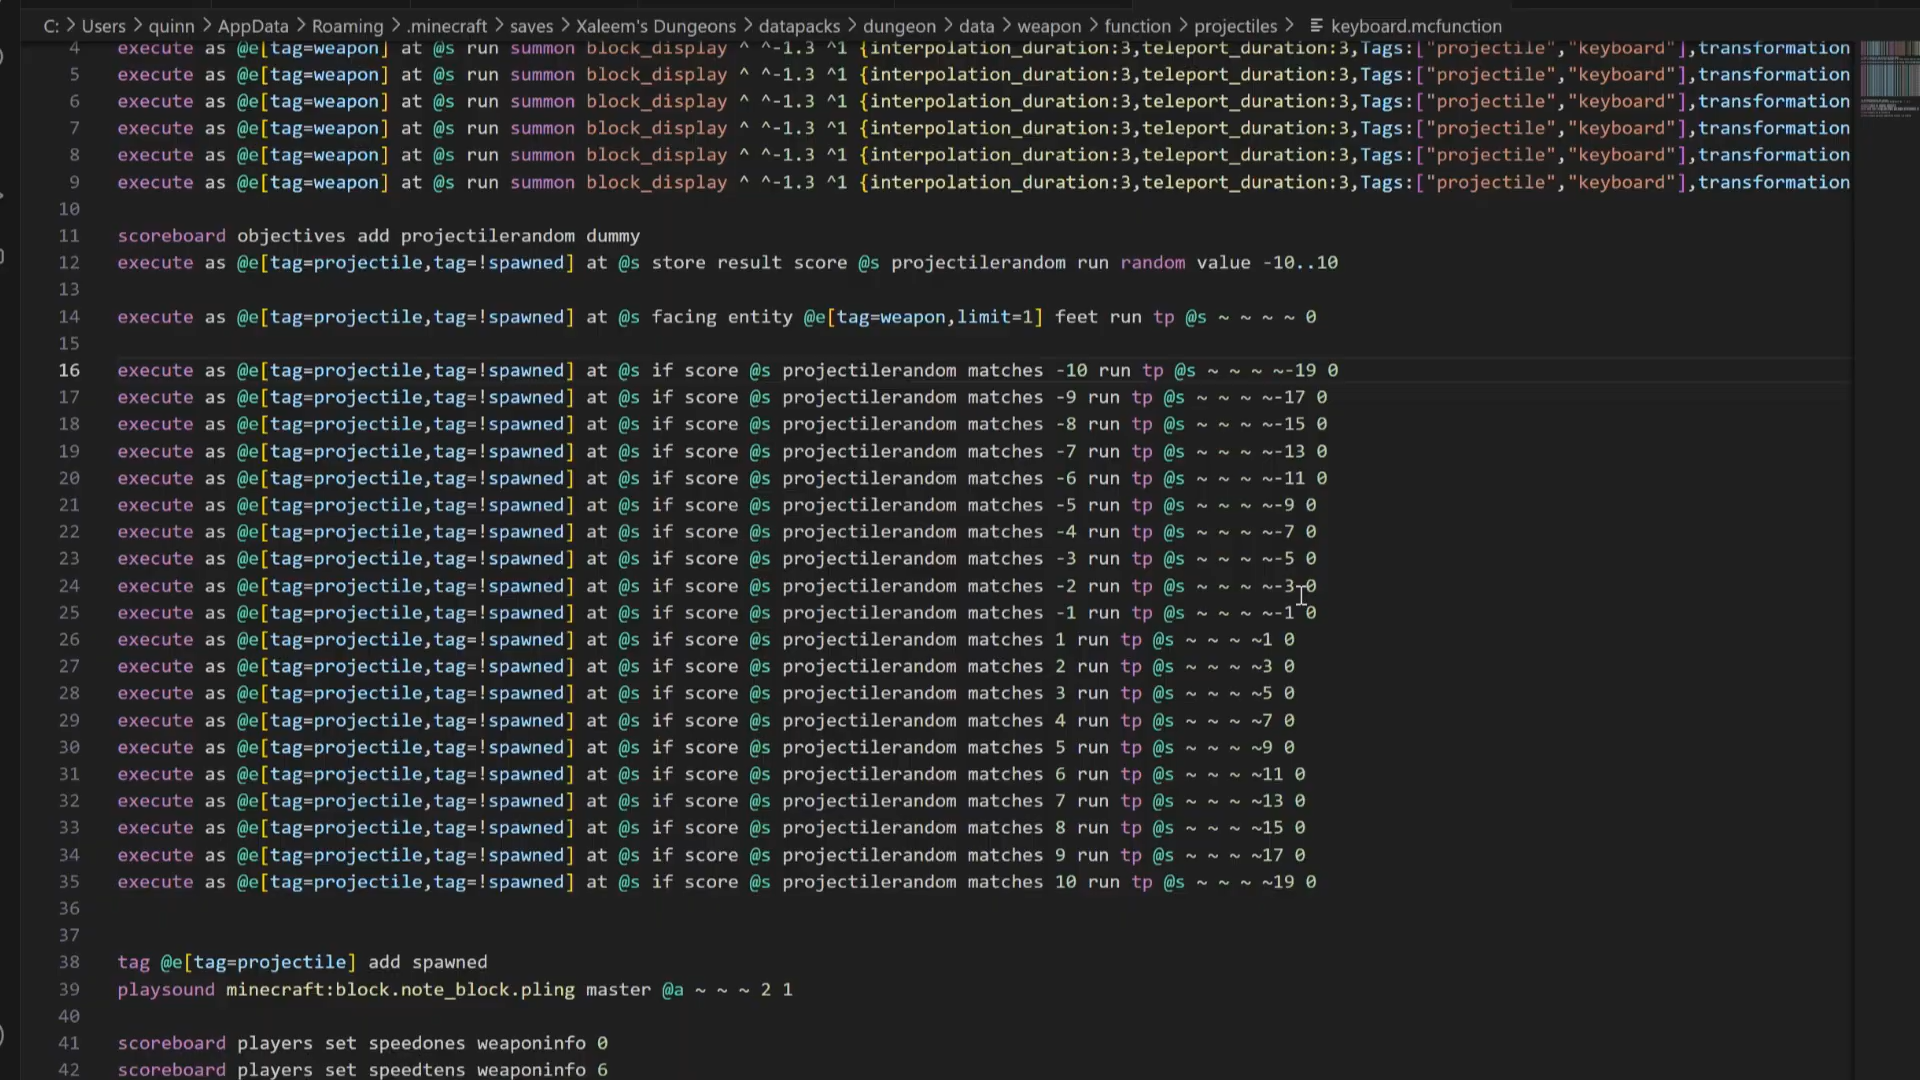 C: > Users > quinn > AppData > Roaming > .minecraft > saves > Xaleem's Dungeons > datapacks > dungeon > data > weapon > function > projectiles > keyboard.mcfunction
4 execute as @e[tag=weapon] at @s run summon block_display ^ ^-1.3 ^1 {interpolation_duration:3,teleport_duration:3,Tags:["projectile","keyboard"],transformation
5 execute as @e[tag=weapon] at @s run summon block_display ^ ^-1.3 ^1 {interpolation_duration:3,teleport_duration:3,Tags:["projectile","keyboard"],transformation
6 execute as @e[tag=weapon] at @s run summon block_display ^ ^-1.3 ^1 {interpolation_duration:3,teleport_duration:3,Tags:["projectile","keyboard"],transformation
7 execute as @e[tag=weapon] at @s run summon block_display ^ ^-1.3 ^1 {interpolation_duration:3,teleport_duration:3,Tags:["projectile","keyboard"],transformation
8 execute as @e[tag=weapon] at @s run summon block_display ^ ^-1.3 ^1 {interpolation_duration:3,teleport_duration:3,Tags:["projectile","keyboard"],transformation
9 execute as @e[tag=weapon] at @s run summon block_display ^ ^-1.3 ^1 {interpolation_duration:3,teleport_duration:3,Tags:["projectile","keyboard"],transformation
10
11 scoreboard objectives add projectilerandom dummy
12 execute as @e[tag=projectile,tag=!spawned] at @s store result score @s projectilerandom run random value -10..10
13
14 execute as @e[tag=projectile,tag=!spawned] at @s facing entity @e[tag=weapon,limit=1] feet run tp @s ~ ~ ~ ~ 0
15
16 execute as @e[tag=projectile,tag=!spawned] at @s if score @s projectilerandom matches -10 run tp @s ~ ~ ~ ~-19 0
17 execute as @e[tag=projectile,tag=!spawned] at @s if score @s projectilerandom matches -9 run tp @s ~ ~ ~ ~-17 0
18 execute as @e[tag=projectile,tag=!spawned] at @s if score @s projectilerandom matches -8 run tp @s ~ ~ ~ ~-15 0
19 execute as @e[tag=projectile,tag=!spawned] at @s if score @s projectilerandom matches -7 run tp @s ~ ~ ~ ~-13 0
20 execute as @e[tag=projectile,tag=!spawned] at @s if score @s projectilerandom matches -6 run tp @s ~ ~ ~ ~-11 0
21 execute as @e[tag=projectile,tag=!spawned] at @s if score @s projectilerandom matches -5 run tp @s ~ ~ ~ ~-9 0
22 execute as @e[tag=projectile,tag=!spawned] at @s if score @s projectilerandom matches -4 run tp @s ~ ~ ~ ~-7 0
23 execute as @e[tag=projectile,tag=!spawned] at @s if score @s projectilerandom matches -3 run tp @s ~ ~ ~ ~-5 0
24 execute as @e[tag=projectile,tag=!spawned] at @s if score @s projectilerandom matches -2 run tp @s ~ ~ ~ ~-3 0
25 execute as @e[tag=projectile,tag=!spawned] at @s if score @s projectilerandom matches -1 run tp @s ~ ~ ~ ~-1 0
26 execute as @e[tag=projectile,tag=!spawned] at @s if score @s projectilerandom matches 1 run tp @s ~ ~ ~ ~1 0
27 execute as @e[tag=projectile,tag=!spawned] at @s if score @s projectilerandom matches 2 run tp @s ~ ~ ~ ~3 0
28 execute as @e[tag=projectile,tag=!spawned] at @s if score @s projectilerandom matches 3 run tp @s ~ ~ ~ ~5 0
29 execute as @e[tag=projectile,tag=!spawned] at @s if score @s projectilerandom matches 4 run tp @s ~ ~ ~ ~7 0
30 execute as @e[tag=projectile,tag=!spawned] at @s if score @s projectilerandom matches 5 run tp @s ~ ~ ~ ~9 0
31 execute as @e[tag=projectile,tag=!spawned] at @s if score @s projectilerandom matches 6 run tp @s ~ ~ ~ ~11 0
32 execute as @e[tag=projectile,tag=!spawned] at @s if score @s projectilerandom matches 7 run tp @s ~ ~ ~ ~13 0
33 execute as @e[tag=projectile,tag=!spawned] at @s if score @s projectilerandom matches 8 run tp @s ~ ~ ~ ~15 0
34 execute as @e[tag=projectile,tag=!spawned] at @s if score @s projectilerandom matches 9 run tp @s ~ ~ ~ ~17 0
35 execute as @e[tag=projectile,tag=!spawned] at @s if score @s projectilerandom matches 10 run tp @s ~ ~ ~ ~19 0
36
37
38 tag @e[tag=projectile] add spawned
39 playsound minecraft:block.note_block.pling master @a ~ ~ ~ 2 1
40
41 scoreboard players set speedones weaponinfo 0
42 scoreboard players set speedtens weaponinfo 6